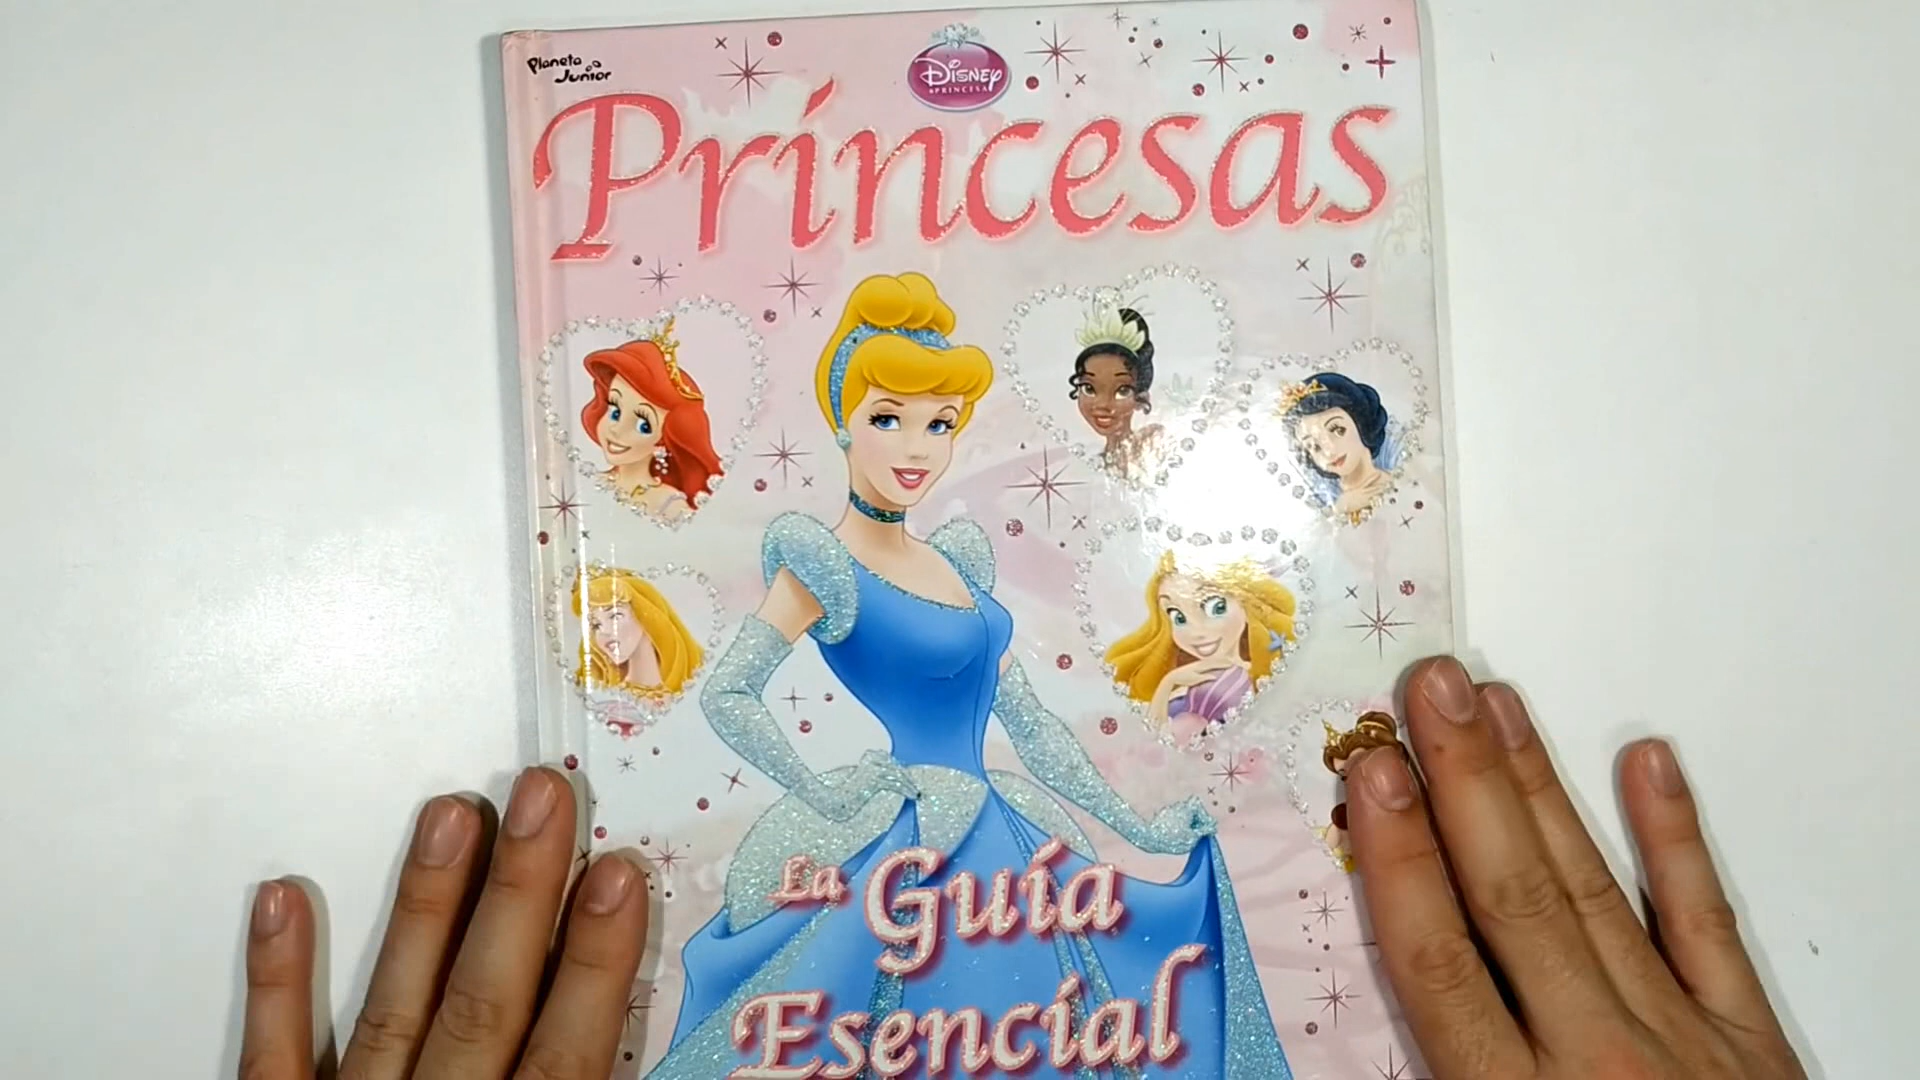 Planeta
Junior
DISNEY
PRINCESA
Princesas
La Guía
Esencial